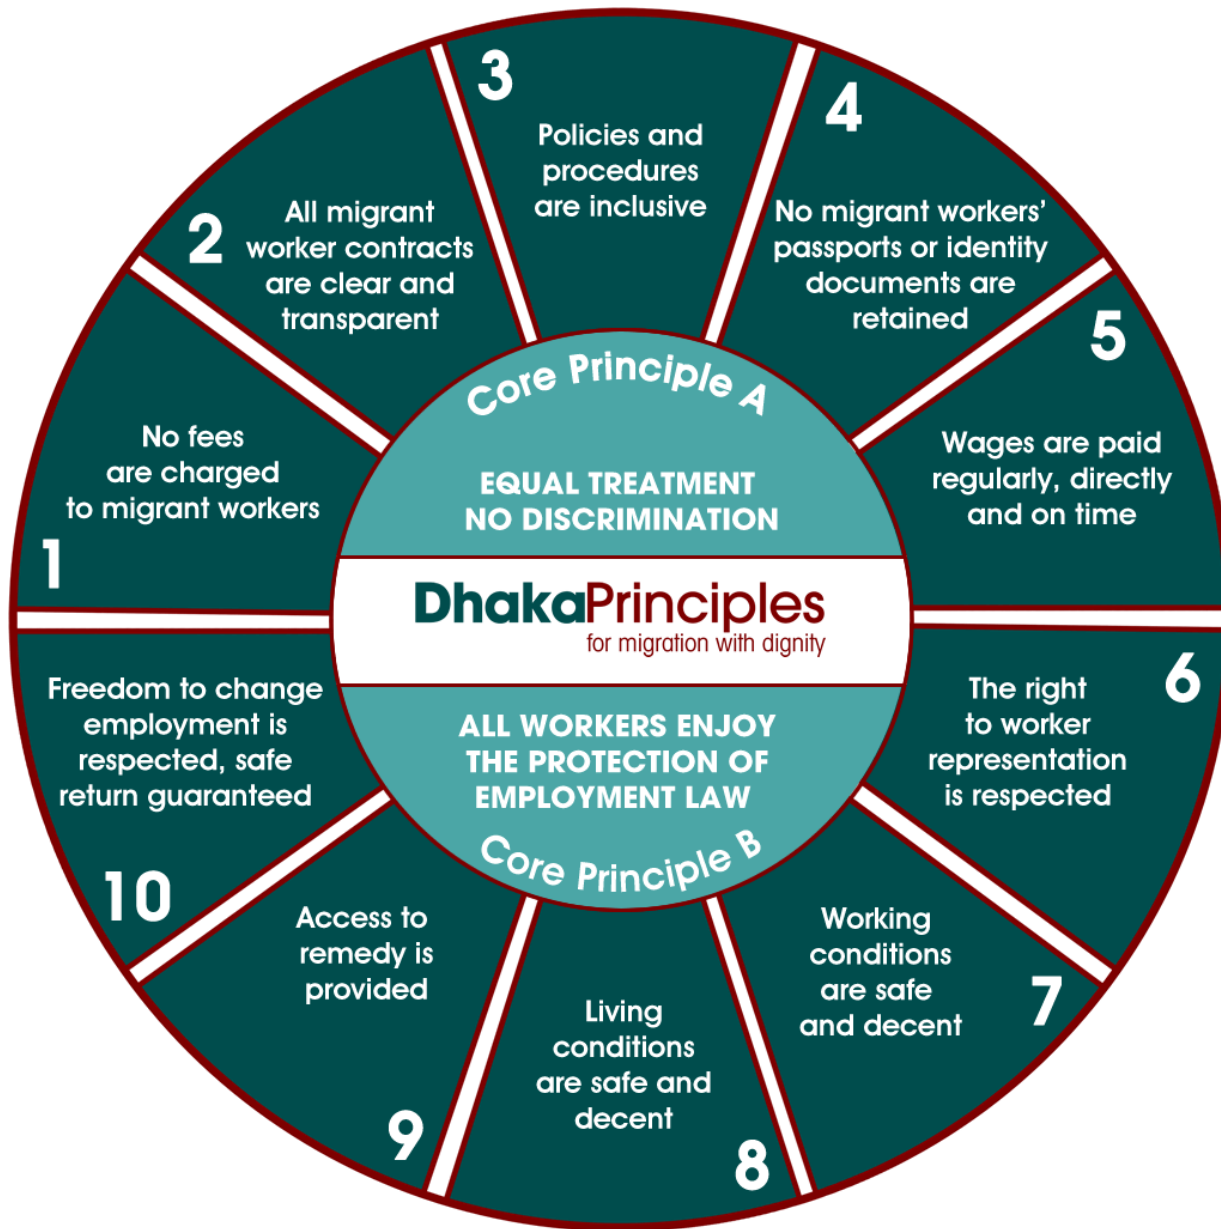 1
No fees
are charged
to migrant workers
2
All migrant
worker contracts
are clear and
transparent
3
Policies and
procedures
are inclusive
4
No migrant workers’
passports or identity
documents are
retained
5
Wages are paid
regularly, directly
and on time
6
The right
to worker
representation
is respected
7
Working
conditions
are safe
and decent
8
Living
conditions
are safe and
decent
9
Access to
remedy is
provided
10
Freedom to change
employment is
respected, safe
return guaranteed
Core Principle A
EQUAL TREATMENT
NO DISCRIMINATION
DhakaPrinciples
for migration with dignity
ALL WORKERS ENJOY
THE PROTECTION OF
EMPLOYMENT LAW
Core Principle B